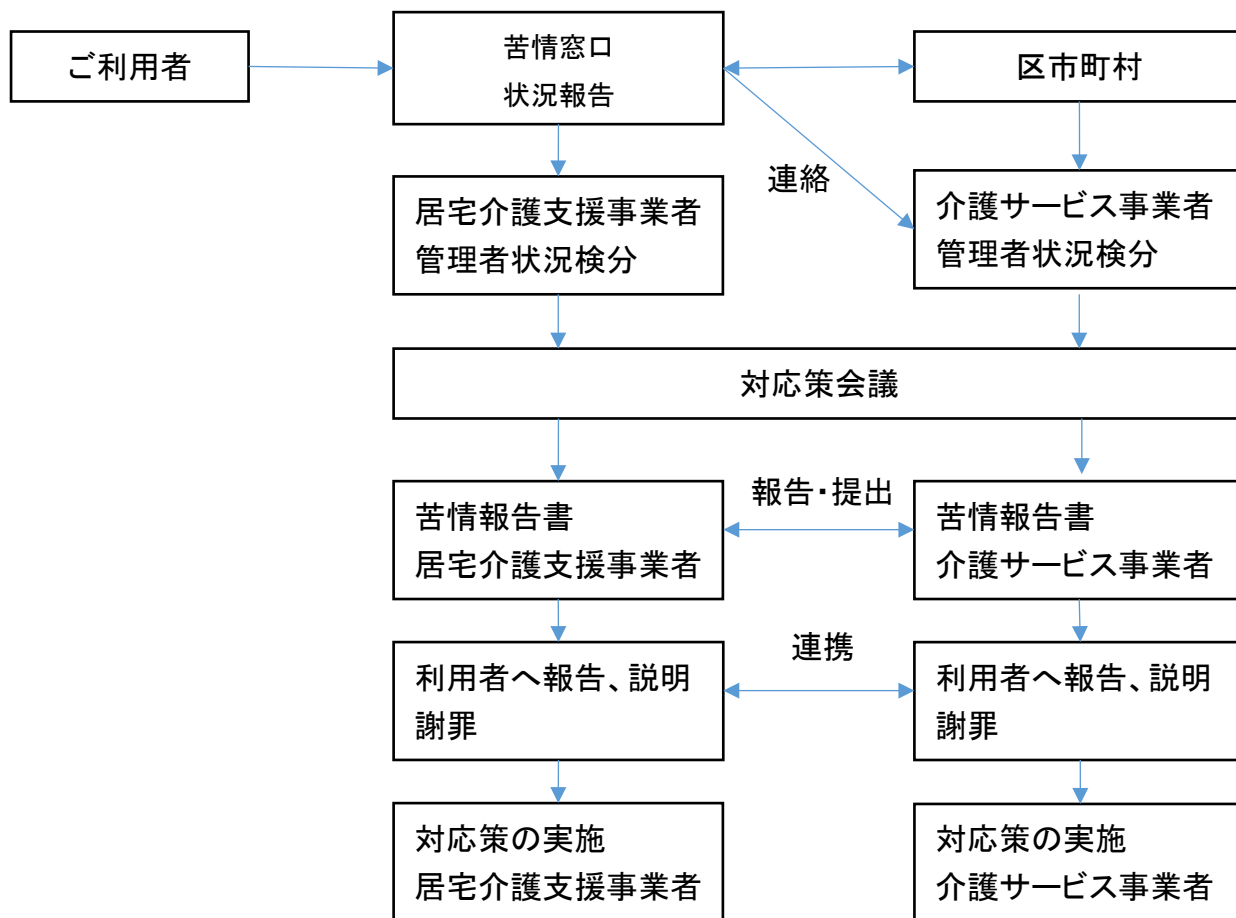 ご利用者
苦情窓口
状況報告
区市町村
連絡
居宅介護支援事業者
管理者状況検分
介護サービス事業者
管理者状況検分
対応策会議
苦情報告書
居宅介護支援事業者
報告・提出
苦情報告書
介護サービス事業者
利用者へ報告、説明
謝罪
連携
利用者へ報告、説明
謝罪
対応策の実施
居宅介護支援事業者
対応策の実施
介護サービス事業者